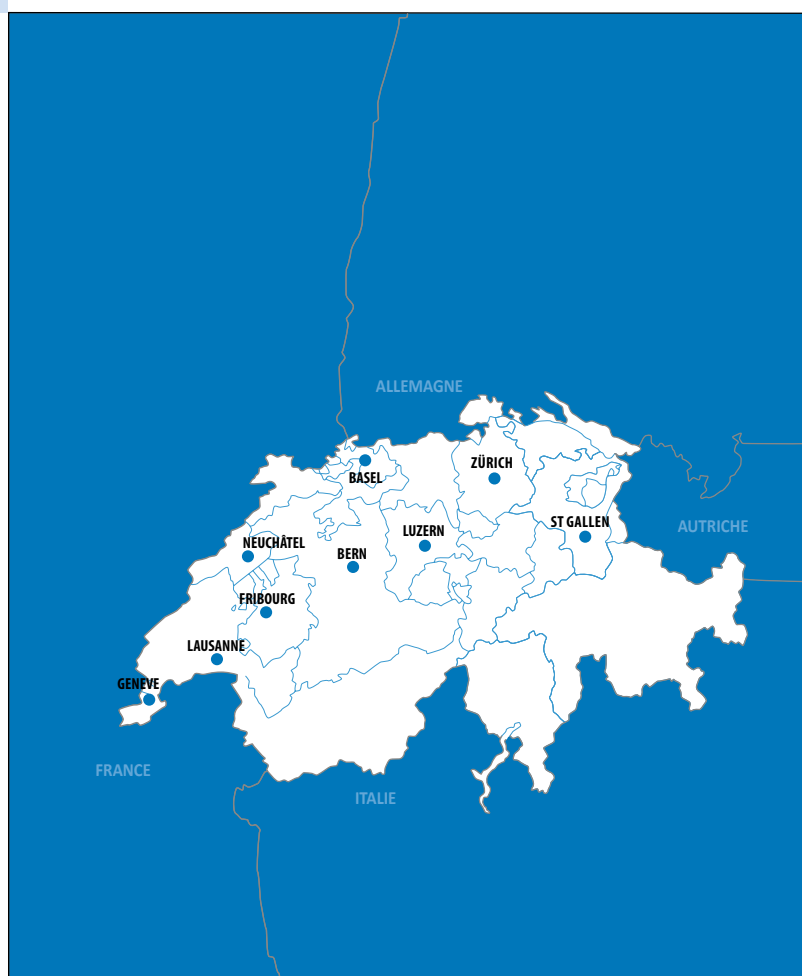 ALLEMAGNE
ZÜRICH
BASEL
ST GALLEN
AUTRICHE
LUZERN
NEUCHÂTEL
BERN
FRIBOURG
LAUSANNE
GENEVE
FRANCE
ITALIE